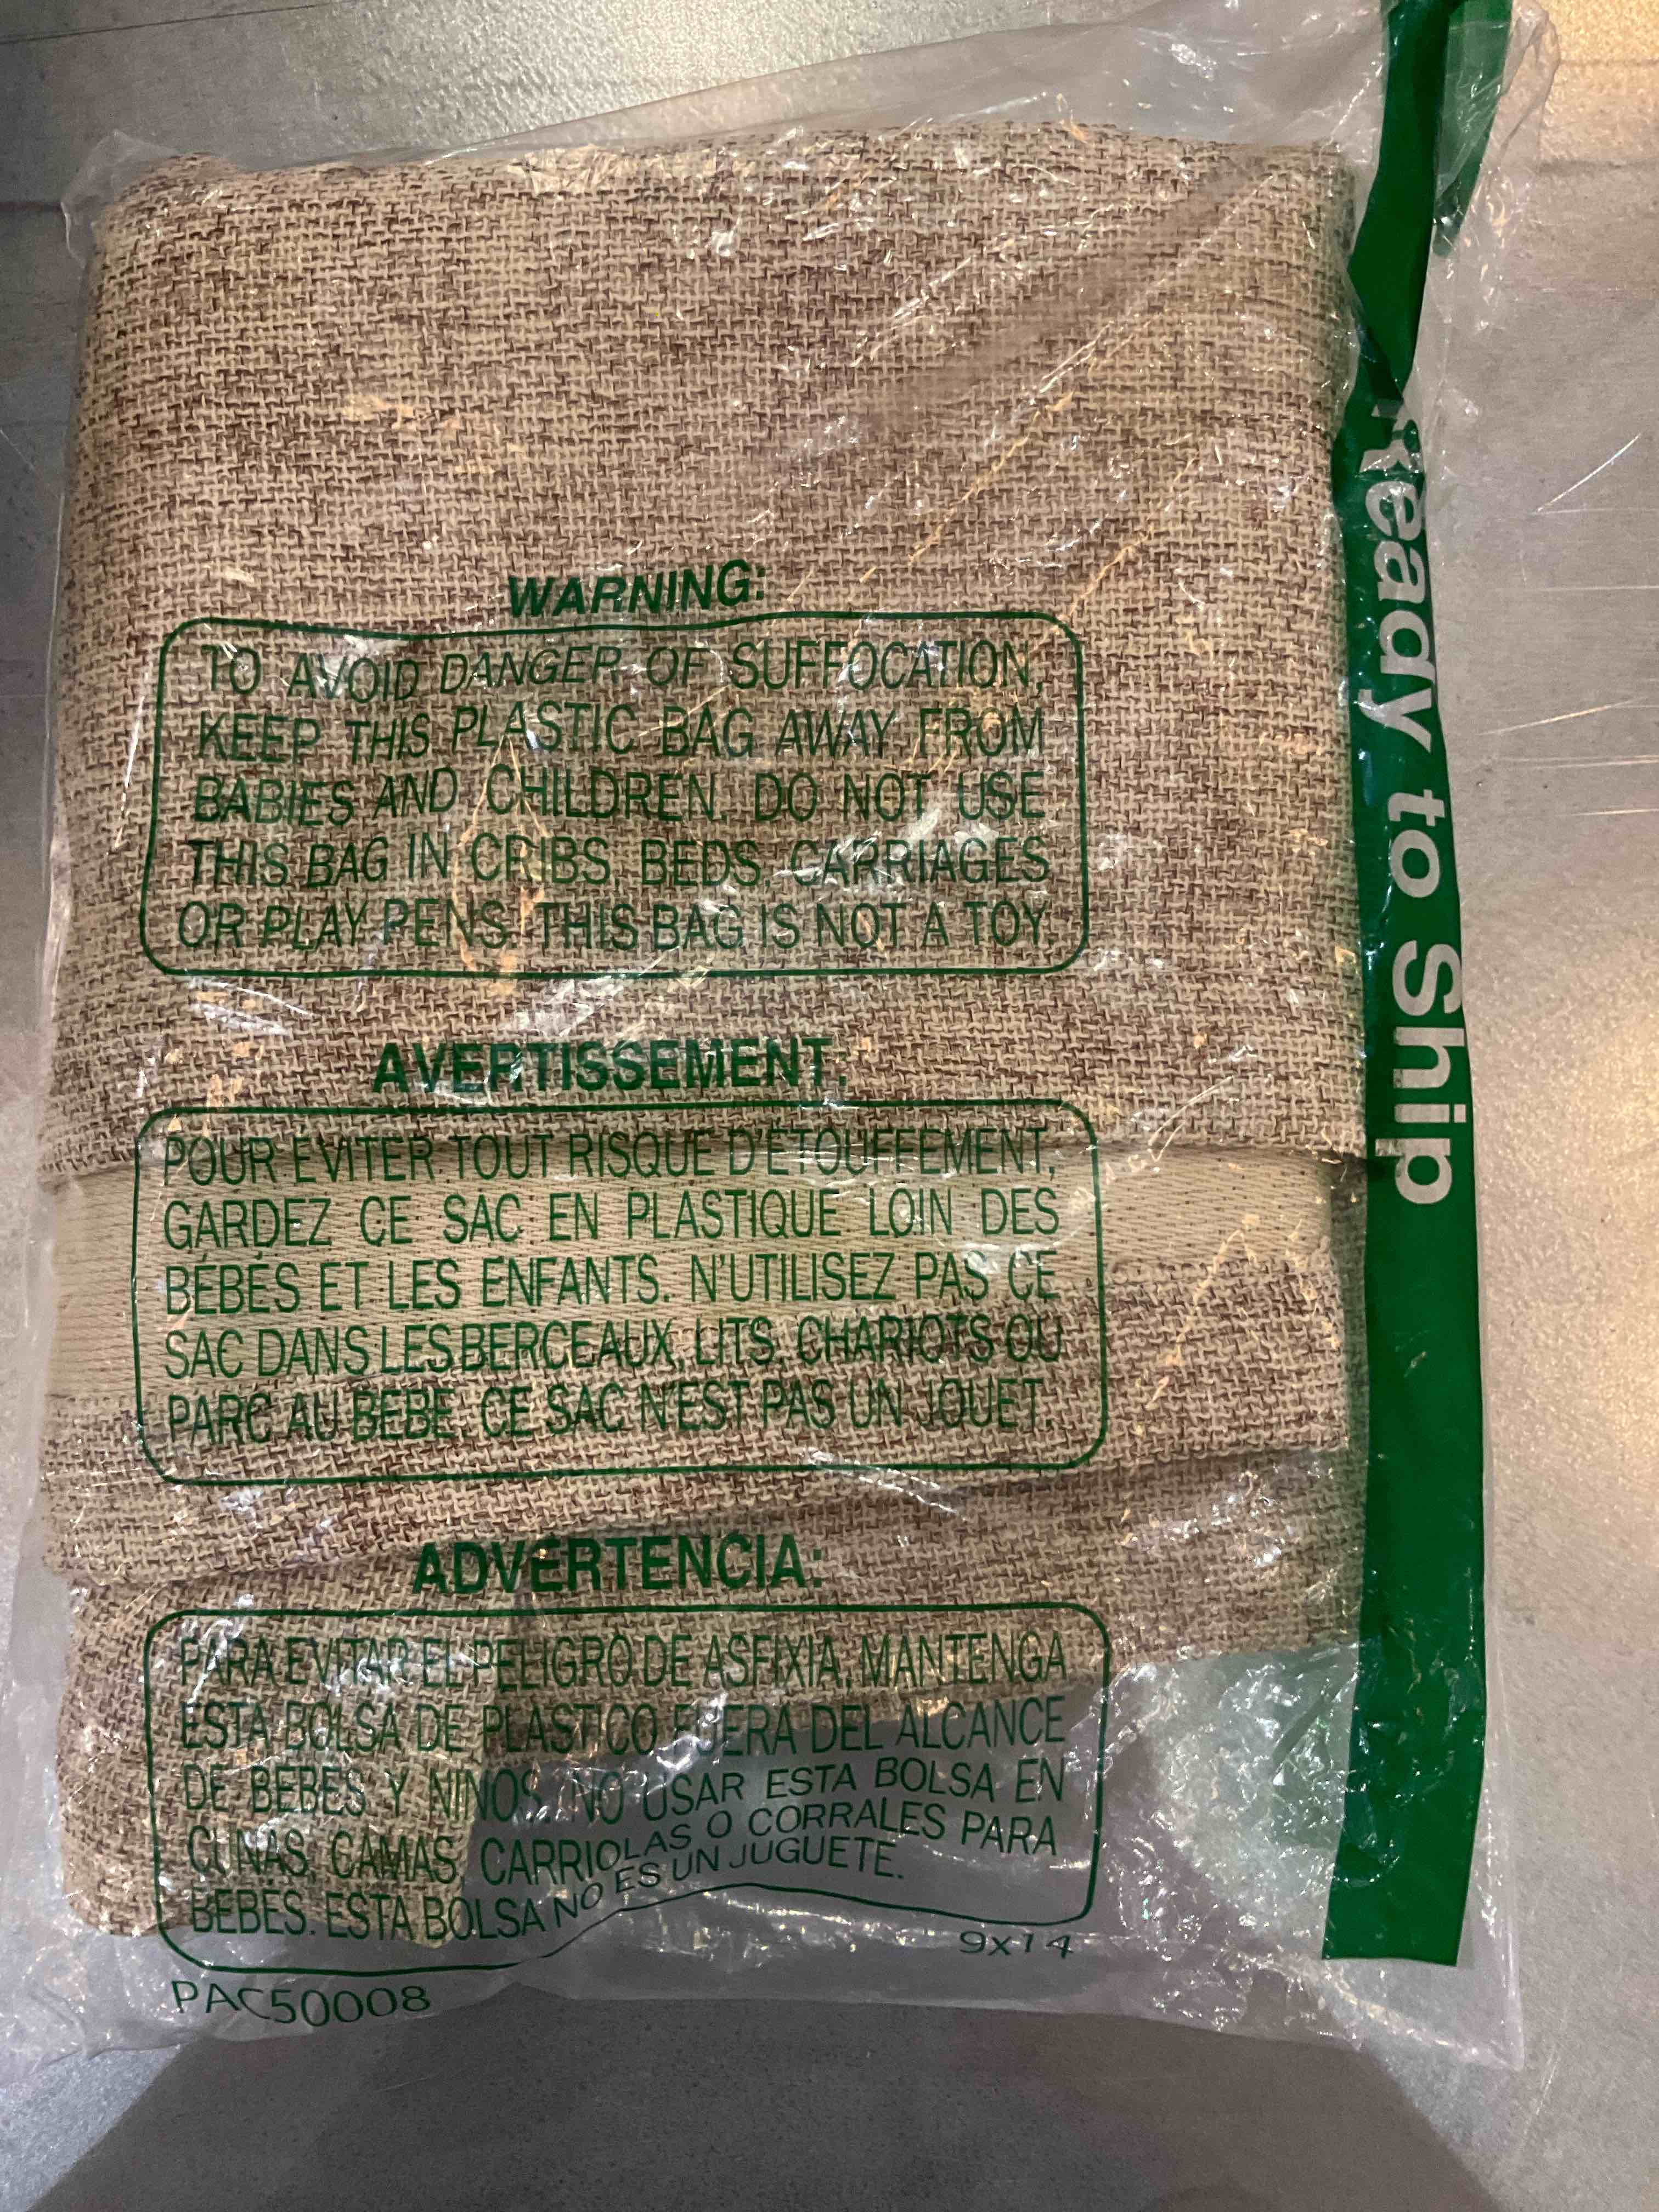 WARNING:
TO AVOID DANGER OF SUFFOCATION,
KEEP THIS PLASTIC BAG AWAY FROM
BABIES AND CHILDREN. DO NOT USE
THIS BAG IN CRIBS, BEDS, CARRIAGES
OR PLAY PENS. THIS BAG IS NOT A TOY.
AVERTISSEMENT.
POUR ÉVITER TOUT RISQUE D'ÉTOUFFEMENT,
GARDEZ CE SAC EN PLASTIQUE LOIN DES
BÉBÉS ET LES ENFANTS. N'UTILISEZ PAS CE
SAC DANS LES BERCEAUX, LITS, CHARIOTS OU
PARC AU BEBE. CE SAC N'EST PAS UN JOUET.
ADVERTENCIA:
PARA EVITAR EL PELIGRO DE ASFIXIA, MANTENGA
ESTA BOLSA DE PLASTICO FUERA DEL ALCANCE
DE BEBES Y NINOS. NO USAR ESTA BOLSA EN
CUNAS, CAMAS, CARRIOLAS O CORRALES PARA
BEBÉS. ESTA BOLSA NO ES UN JUGUETE.
9x14
PAC50008
Ready to Ship